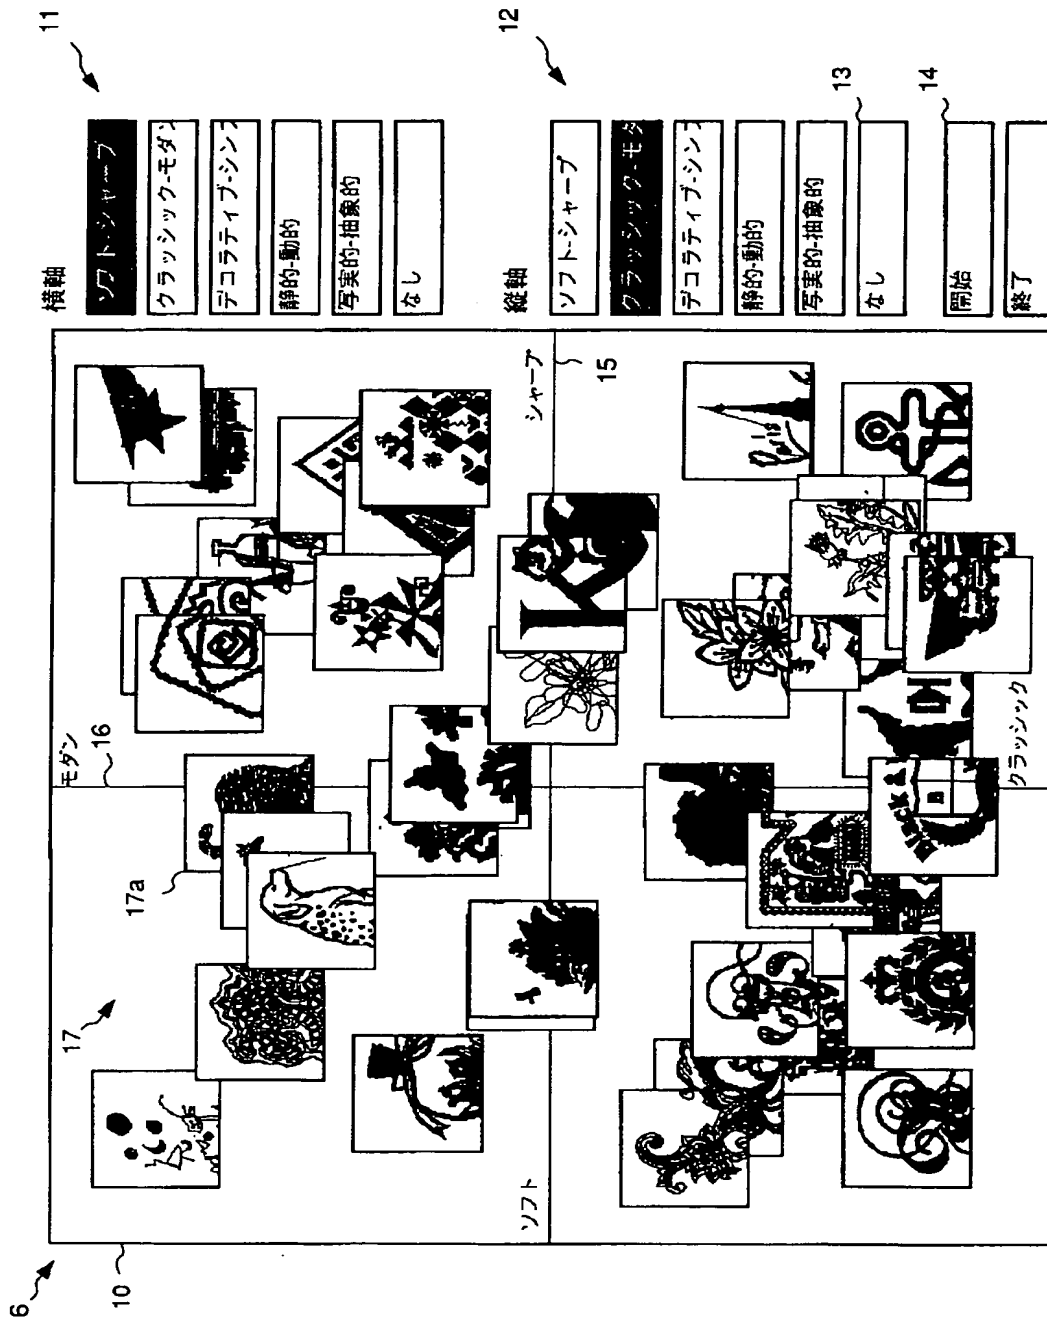 6
10
17
17a
モダン
16
ソフト
シャープ
15
クラッシック
11
横軸
ソフト-シャープ
クラッシック-モダン
デコラティブ-シンプ
静的-動的
写実的-抽象的
なし
12
縦軸
ソフト-シャープ
クラッシック-モダ
デコラティブ-シンプ
静的-動的
写実的-抽象的
なし
13
開始
14
終了